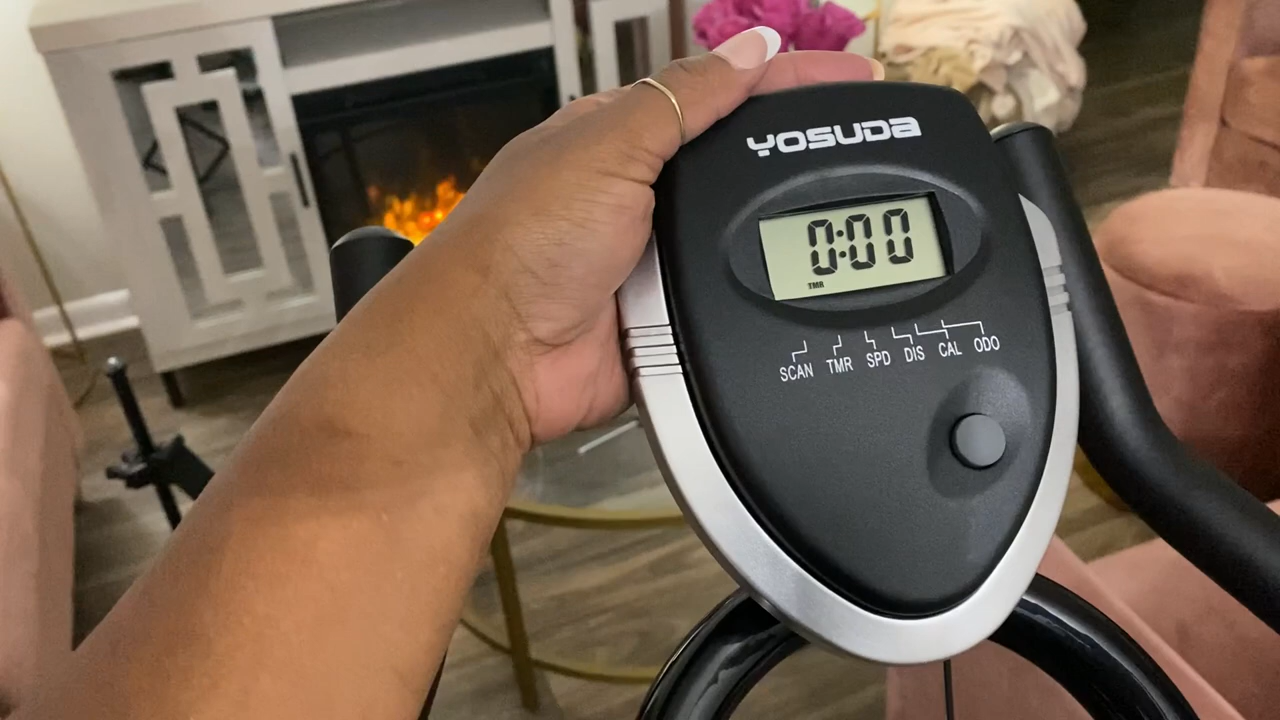 YOSUDA
0:00
TMR
SCAN TMR SPD DIS CAL ODO